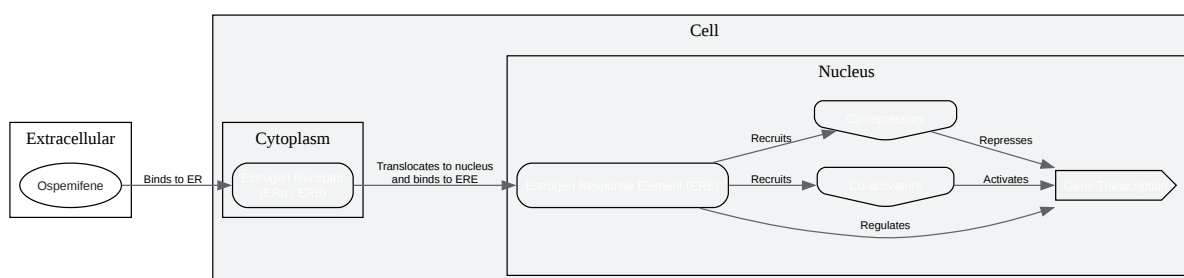 Cell
Nucleus
Extracellular
Ospemifene
Binds to ER
Cytoplasm
Estrogen Receptor
(ERα / ERβ)
Translocates to nucleus
and binds to ERE
Estrogen Response Element (ERE)
Recruits
Co-repressors
Represses
Recruits
Co-activators
Activates
Gene Transcription
Regulates